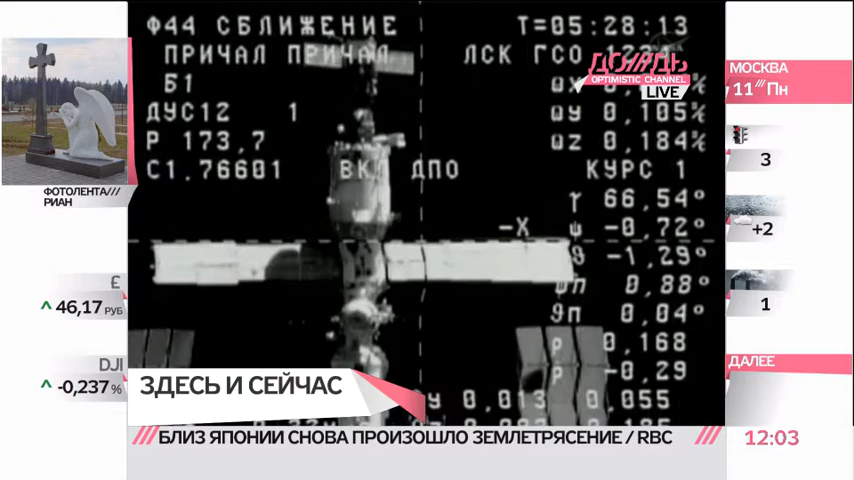 Ф44 СБЛИЖЕНИЕ T=05:28:13
ПРИЧАЛ ПРИЧАЛ ЛСК ГСО
Б1
ДУС12 1
Р 173,7
С1.76601 ВКЛ ДПО КУРС 1
ДОЖДЬ
OPTIMISTIC CHANNEL
LIVE
ωX %
ωY 0,105%
ωZ 0,184%
γ 66,54°
-X ψ -0,72°
ϑ -1,29°
ψп 0,88°
ϑп 0,04°
ρ 0,168
ρ -0,29
У 0,013 0,055
ФОТОЛЕНТА///
РИАН
£
^ 46,17 РУБ
DJI
^ -0,237 %
МОСКВА
11 /// Пн
3
+2
1
ДАЛЕЕ
ЗДЕСЬ И СЕЙЧАС
/// БЛИЗ ЯПОНИИ СНОВА ПРОИЗОШЛО ЗЕМЛЕТРЯСЕНИЕ / RBC ///
12:03